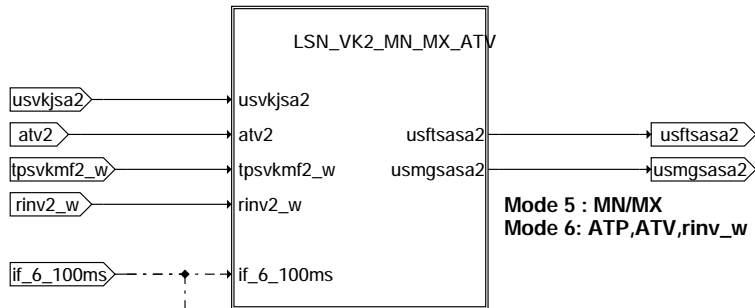 LSN_VK2_MN_MX_ATV
usvkjsa2 usvkjsa2
atv2 atv2 usftsasa2 usftsasa2
tpsvkmf2_w tpsvkmf2_w usmgsasa2 usmgsasa2
rinv2_w rinv2_w Mode 5 : MN/MX
Mode 6: ATP,ATV,rinv_w
if_6_100ms if_6_100ms